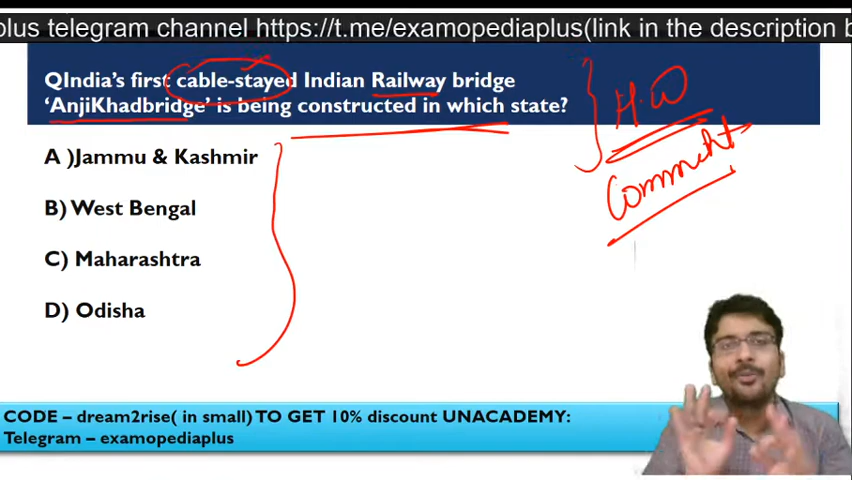 plus telegram channel https://t.me/examopediaplus(link in the description b
QIndia's first cable-stayed Indian Railway bridge
'AnjiKhadbridge' is being constructed in which state?
H.W
Comment
A )Jammu & Kashmir
B) West Bengal
C) Maharashtra
D) Odisha
CODE – dream2rise( in small) TO GET 10% discount UNACADEMY:
Telegram – examopediaplus